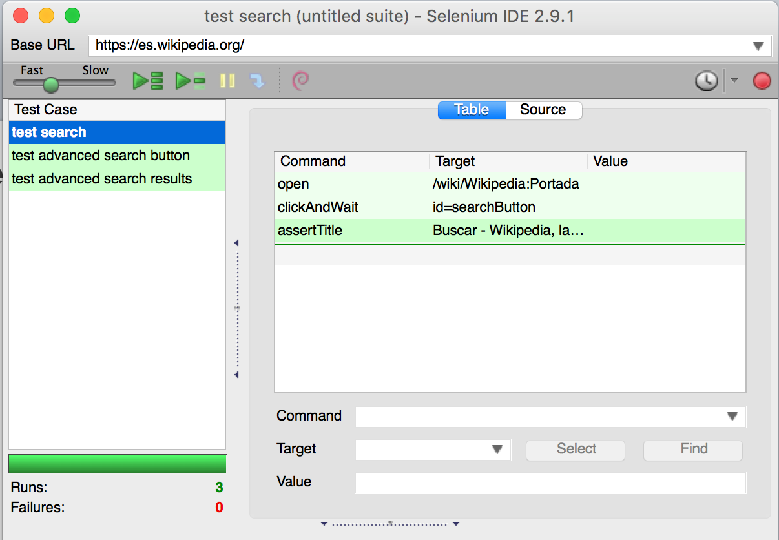 test search (untitled suite) - Selenium IDE 2.9.1
Base URL https://es.wikipedia.org/
Fast Slow
Test Case
test search
test advanced search button
test advanced search results
Runs: 3
Failures: 0
Table Source
Command Target Value
open /wiki/Wikipedia:Portada
clickAndWait id=searchButton
assertTitle Buscar - Wikipedia, la…
Command
Target Select Find
Value